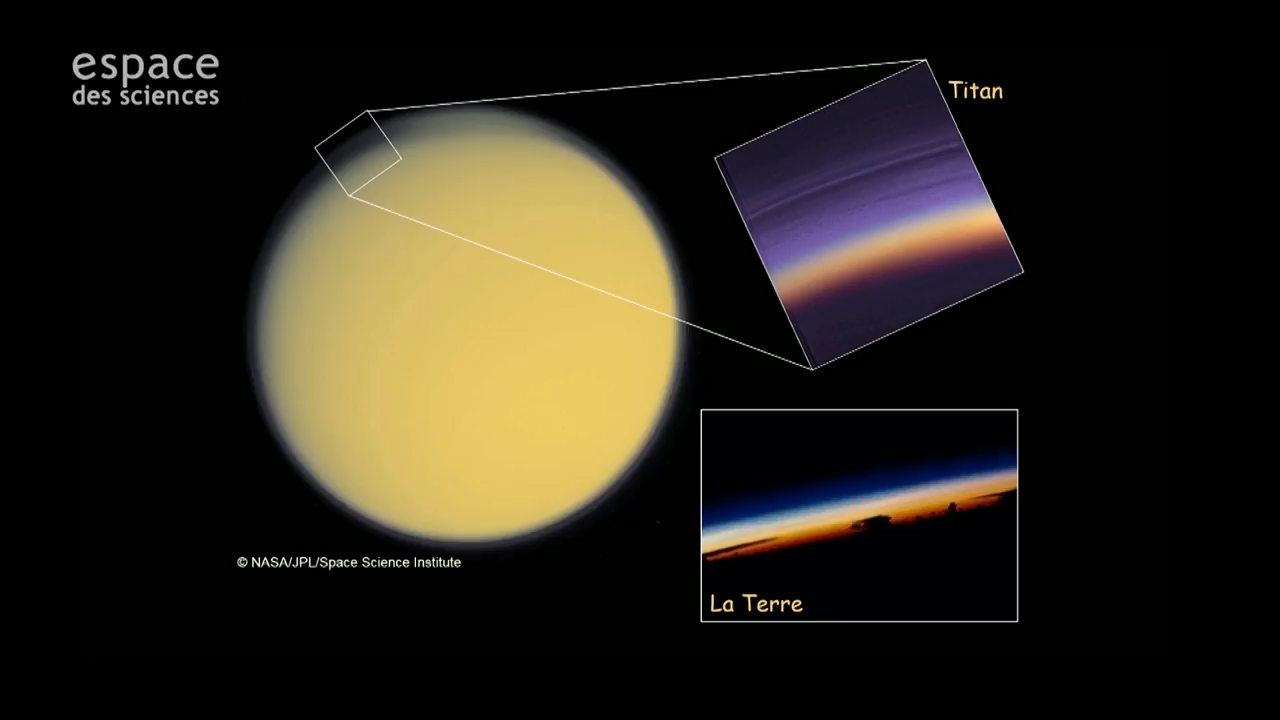 espace
des sciences
Titan
© NASA/JPL/Space Science Institute
La Terre